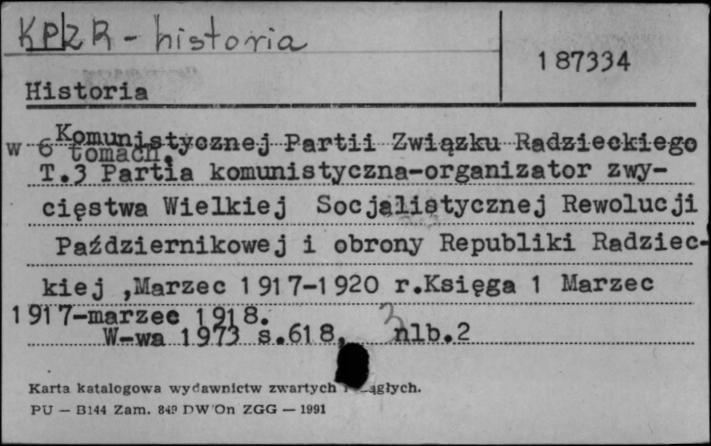 KPZR - historia
187334
Historia
Komunistycznej Partii Związku Radzieckiego
w 6 tomach.
T.3 Partia komunistyczna-organizator zwy-
cięstwa Wielkiej Socjalistycznej Rewolucji
Październikowej i obrony Republiki Radziec-
kiej ,Marzec 1917-1920 r.Księga 1 Marzec
1917-marzec 1918.
W-wa 1973 s.618, nlb.2
Karta katalogowa wydawnictw zwartych i ciągłych.
PU — B144 Zam. 849 DW On ZGG — 1991